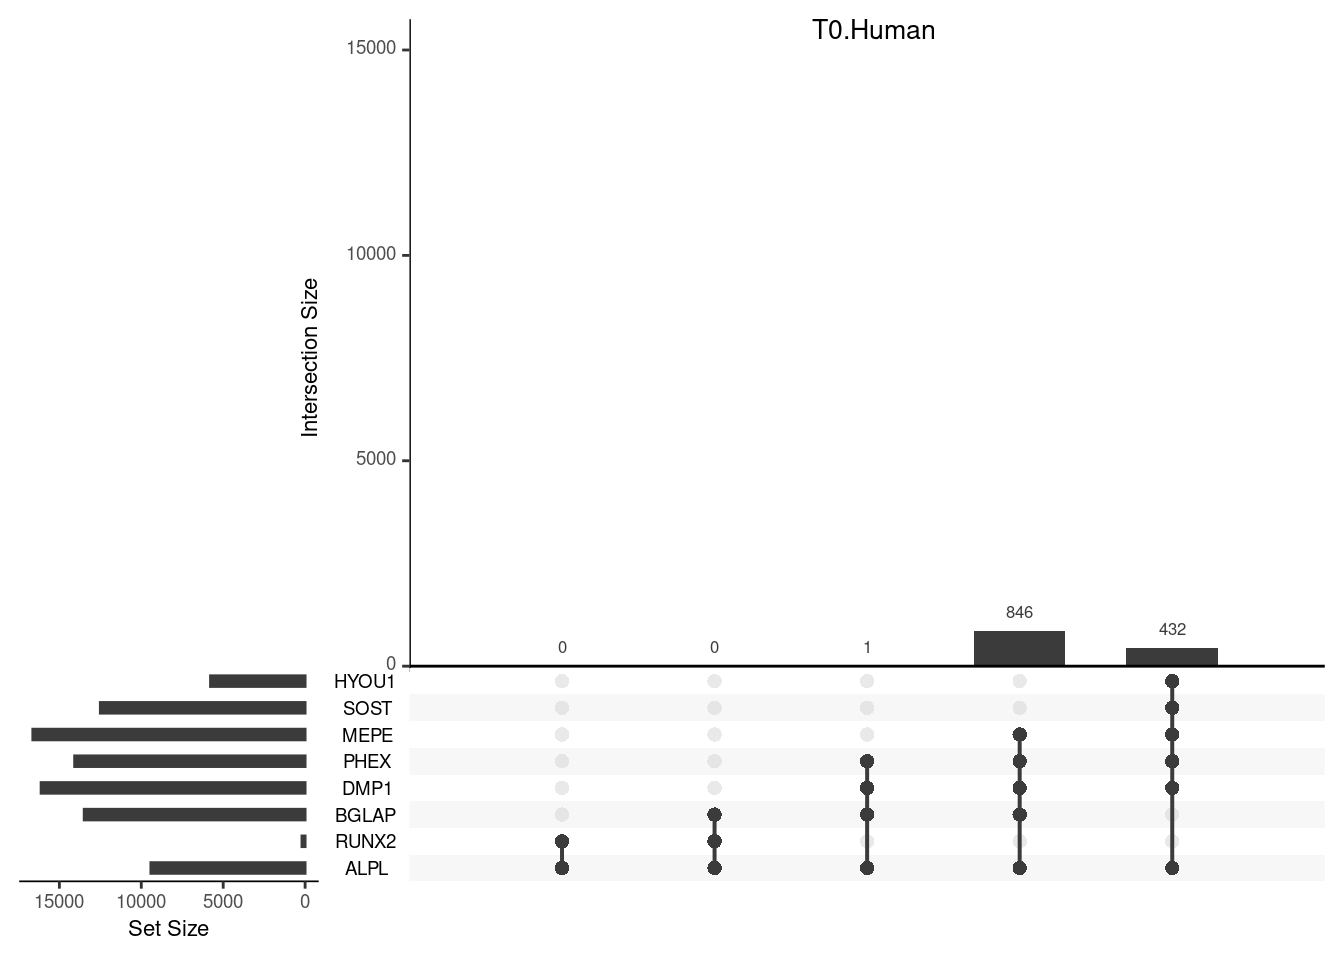 T0.Human
15000
10000
5000
0
Intersection Size
846
432
0 0 1
HYOU1
SOST
MEPE
PHEX
DMP1
BGLAP
RUNX2
ALPL
15000 10000 5000 0
Set Size